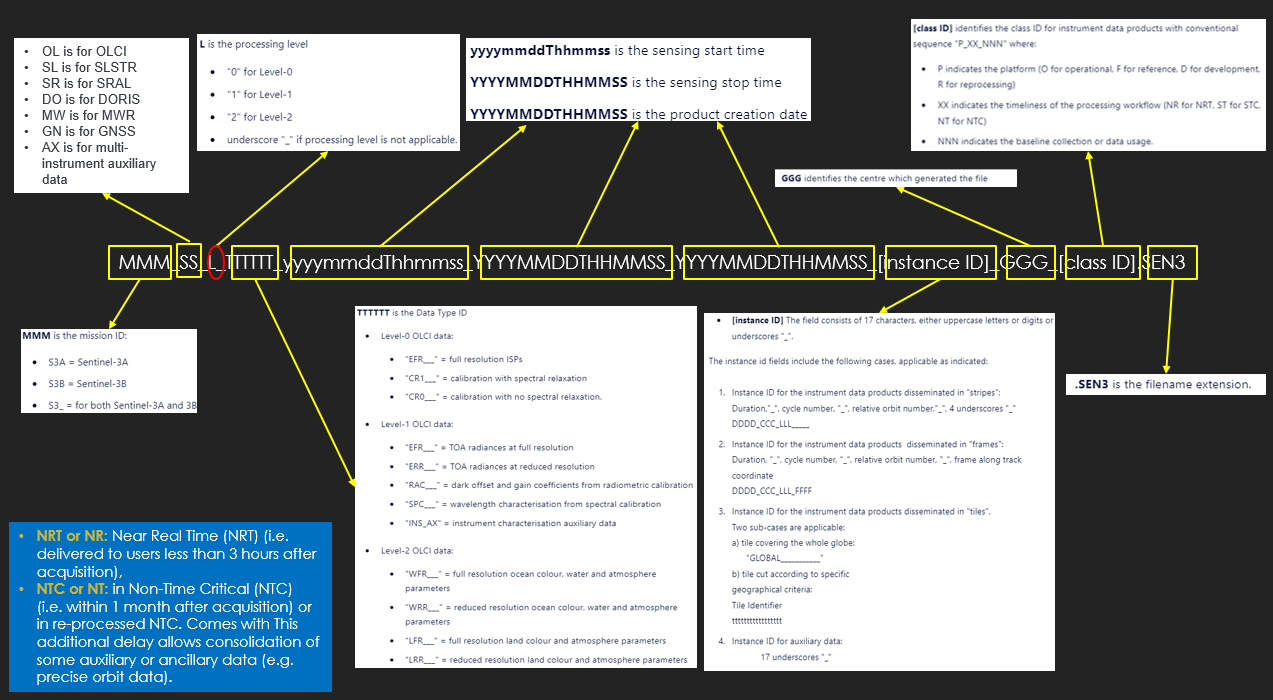 • OL is for OLCI
• SL is for SLSTR
• SR is for SRAL
• DO is for DORIS
• MW is for MWR
• GN is for GNSS
• AX is for multi-
instrument auxiliary
data
L is the processing level
• "0" for Level-0
• "1" for Level-1
• "2" for Level-2
• underscore "_" if processing level is not applicable.
yyyymmddThhmmss is the sensing start time
YYYYMMDDTHHMMSS is the sensing stop time
YYYYMMDDTHHMMSS is the product creation date
[class ID] identifies the class ID for instrument data products with conventional
sequence "P_XX_NNN" where:
• P indicates the platform (O for operational, F for reference, D for development,
R for reprocessing)
• XX indicates the timeliness of the processing workflow (NR for NRT, ST for STC,
NT for NTC)
• NNN indicates the baseline collection or data usage.
GGG identifies the centre which generated the file
MMM_SS_L_TTTTTT_yyyymmddThhmmss_YYYYMMDDTHHMMSS_YYYYMMDDTHHMMSS_[instance ID]_GGG_[class ID].SEN3
MMM is the mission ID:
• S3A = Sentinel-3A
• S3B = Sentinel-3B
• S3_ = for both Sentinel-3A and 3B
TTTTTT is the Data Type ID
• Level-0 OLCI data:
• "EFR___" = full resolution ISPs
• "CR1___" = calibration with spectral relaxation
• "CR0___" = calibration with no spectral relaxation.
• Level-1 OLCI data:
• "EFR___" = TOA radiances at full resolution
• "ERR___" = TOA radiances at reduced resolution
• "RAC___" = dark offset and gain coefficients from radiometric calibration
• "SPC___" = wavelength characterisation from spectral calibration
• "INS_AX" = instrument characterisation auxiliary data
• Level-2 OLCI data:
• "WFR___" = full resolution ocean colour, water and atmosphere
parameters
• "WRR___" = reduced resolution ocean colour, water and atmosphere
parameters
• "LFR___" = full resolution land colour and atmosphere parameters
• "LRR___" = reduced resolution land colour and atmosphere parameters
• [instance ID] The field consists of 17 characters, either uppercase letters or digits or
underscores "_".
The instance id fields include the following cases, applicable as indicated:
1. Instance ID for the instrument data products disseminated in "stripes":
Duration,"_", cycle number, "_", relative orbit number,"_", 4 underscores "_"
DDDD_CCC_LLL_____
2. Instance ID for the instrument data products disseminated in "frames":
Duration, "_", cycle number, "_", relative orbit number, "_", frame along track
coordinate
DDDD_CCC_LLL_FFFF
3. Instance ID for the instrument data products disseminated in "tiles".
Two sub-cases are applicable:
a) tile covering the whole globe:
"GLOBAL___________"
b) tile cut according to specific
geographical criteria:
Tile Identifier
ttttttttttttttttt
4. Instance ID for auxiliary data:
17 underscores "_"
.SEN3 is the filename extension.
• NRT or NR: Near Real Time (NRT) (i.e.
delivered to users less than 3 hours after
acquisition),
• NTC or NT: in Non-Time Critical (NTC)
(i.e. within 1 month after acquisition) or
in re-processed NTC. Comes with This
additional delay allows consolidation of
some auxiliary or ancillary data (e.g.
precise orbit data).